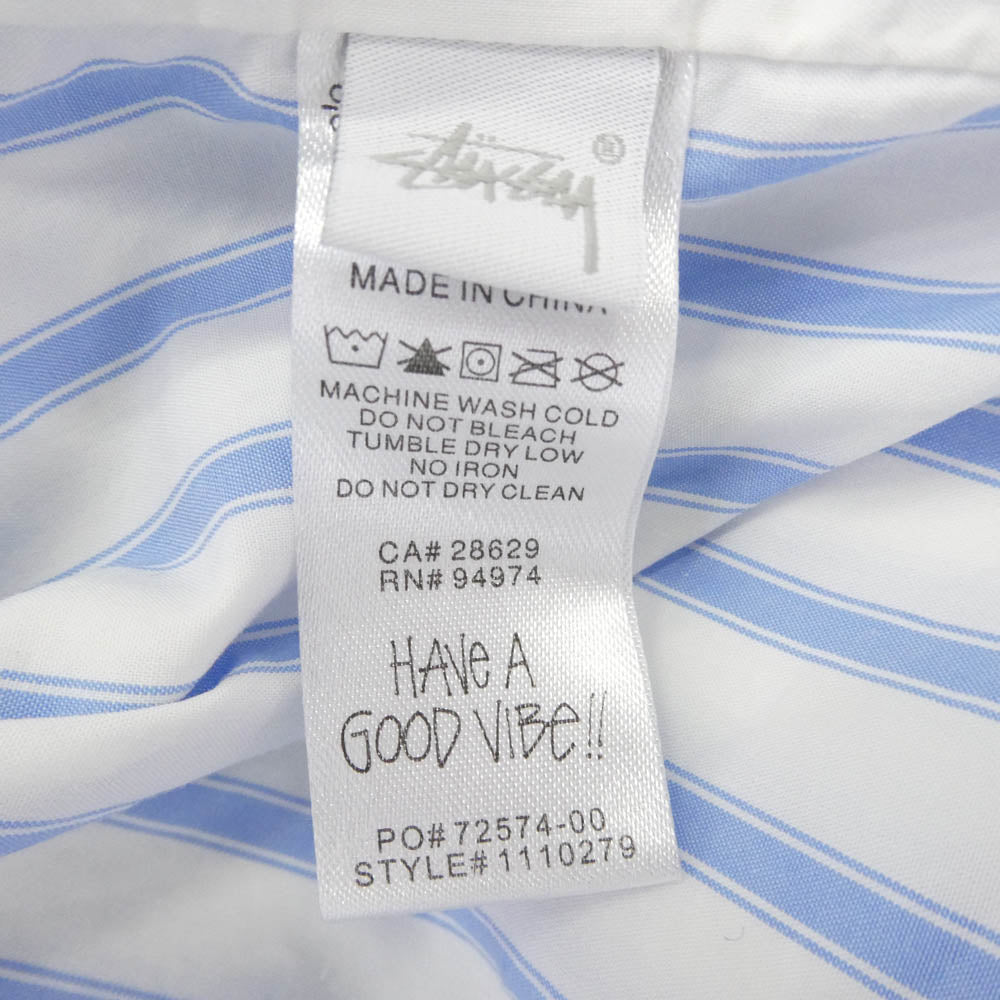 Stüssy ®
MADE IN CHINA
MACHINE WASH COLD
DO NOT BLEACH
TUMBLE DRY LOW
NO IRON
DO NOT DRY CLEAN
CA# 28629
RN# 94974
HAVe A
GOOD VIBe!!
PO# 72574-00
STYLE# 1110279